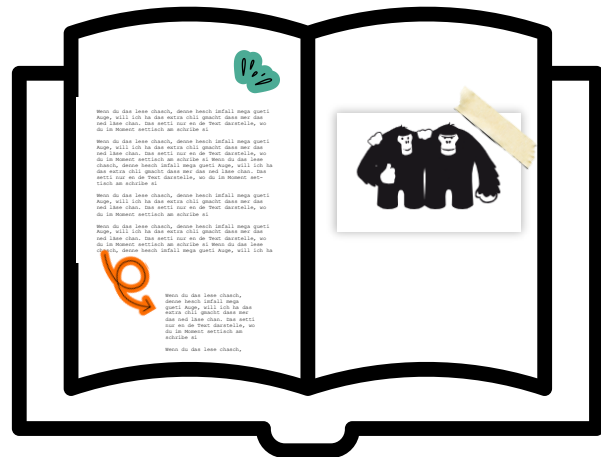 Wenn du das lese chasch, denne hesch imfall mega gueti
Auge, will ich ha das extra chli gmacht dass mer das
ned läse chan. Das setti nur en de Text darstelle, wo
du im Moment settisch am schribe si
Wenn du das lese chasch, denne hesch imfall mega gueti
Auge, will ich ha das extra chli gmacht dass mer das
ned läse chan. Das setti nur en de Text darstelle, wo
du im Moment settisch am schribe si Wenn du das lese
chasch, denne hesch imfall mega gueti Auge, will ich ha
das extra chli gmacht dass mer das ned läse chan. Das
setti nur en de Text darstelle, wo du im Moment set-
tisch am schribe si
Wenn du das lese chasch, denne hesch imfall mega gueti
Auge, will ich ha das extra chli gmacht dass mer das
ned läse chan. Das setti nur en de Text darstelle, wo
du im Moment settisch am schribe si
Wenn du das lese chasch, denne hesch imfall mega gueti
Auge, will ich ha das extra chli gmacht dass mer das
ned läse chan. Das setti nur en de Text darstelle, wo
du im Moment settisch am schribe si Wenn du das lese
chasch, denne hesch imfall mega gueti Auge, will ich ha
Wenn du das lese chasch,
denne hesch imfall mega
gueti Auge, will ich ha das
extra chli gmacht dass mer
das ned läse chan. Das setti
nur en de Text darstelle, wo
du im Moment settisch am
schribe si
Wenn du das lese chasch,